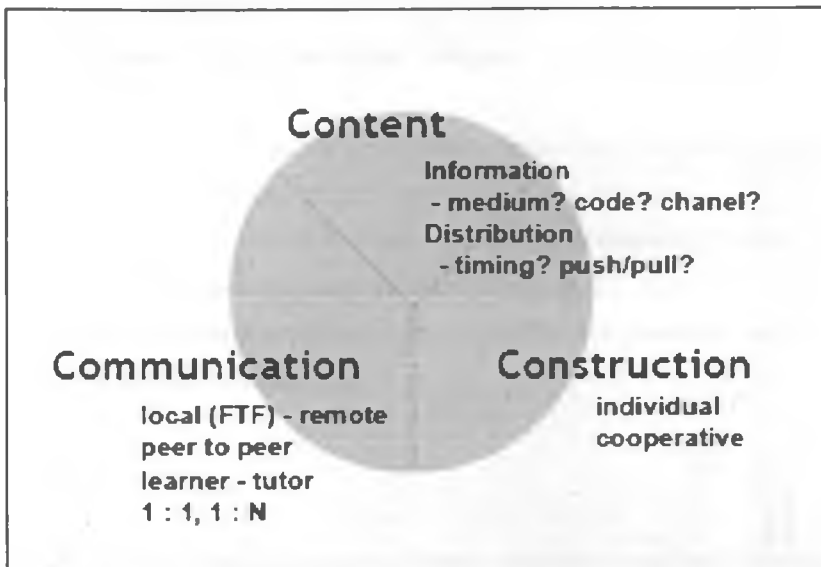 Content
Information
- medium? code? chanel?
Distribution
- timing? push/pull?
Communication
local (FTF) - remote
peer to peer
learner - tutor
1 : 1, 1 : N
Construction
individual
cooperative